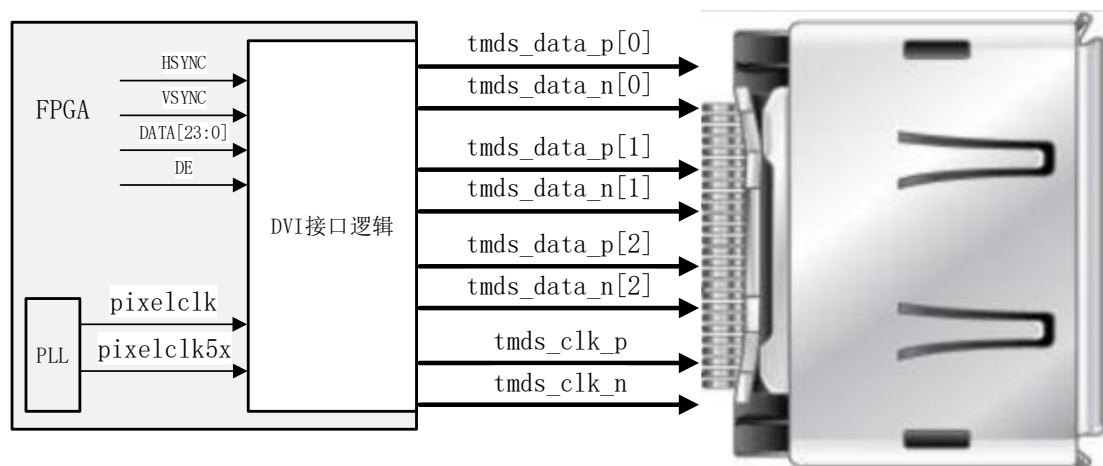 FPGA
HSYNC
VSYNC
DATA[23:0]
DE
DVI接口逻辑
PLL
pixelclk
pixelclk5x
tmds_data_p[0]
tmds_data_n[0]
tmds_data_p[1]
tmds_data_n[1]
tmds_data_p[2]
tmds_data_n[2]
tmds_clk_p
tmds_clk_n